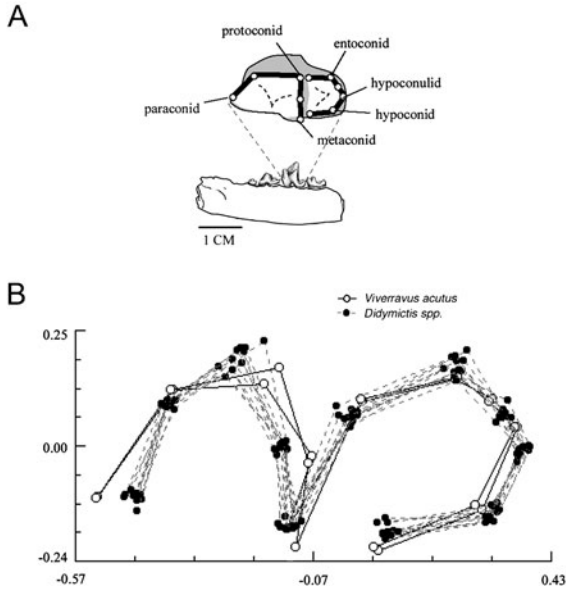 A
protoconid
entoconid
hypoconulid
paraconid
hypoconid
metaconid
1 CM
B
Viverravus acutus
Didymictis spp.
0.25
0.00
-0.24
-0.57
-0.07
0.43